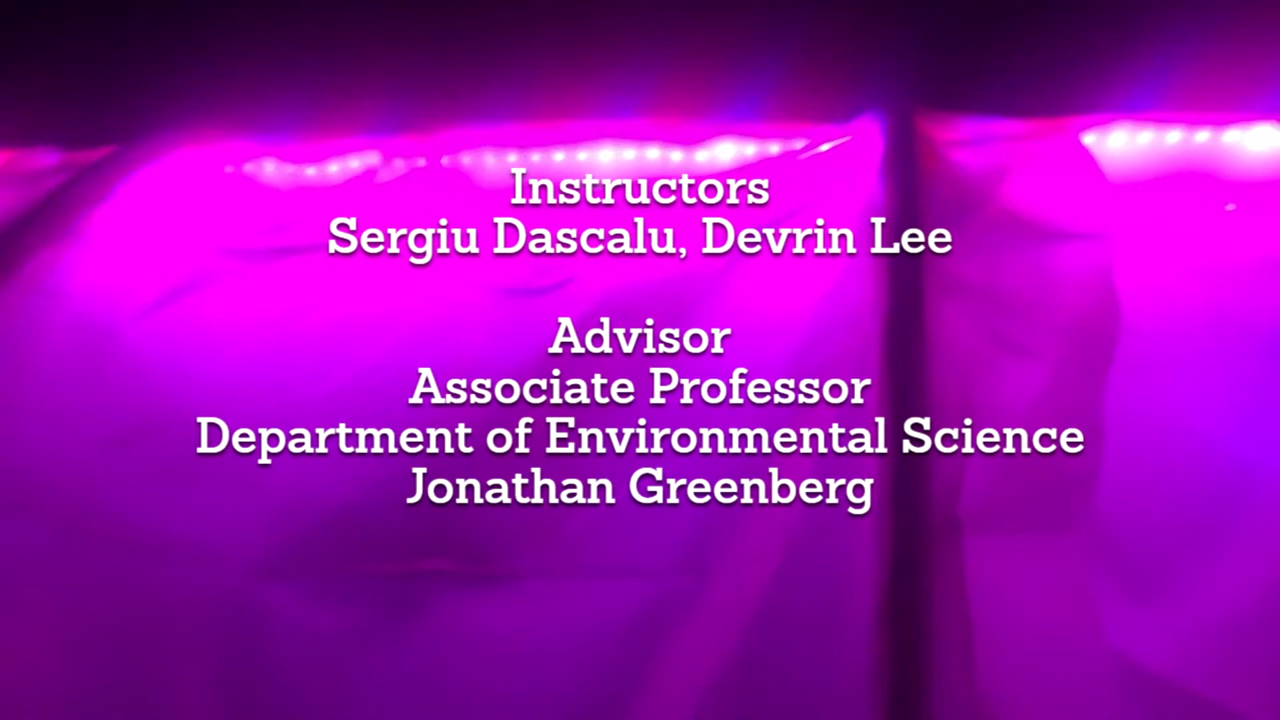 Instructors
Sergiu Dascalu, Devrin Lee
Advisor
Associate Professor
Department of Environmental Science
Jonathan Greenberg